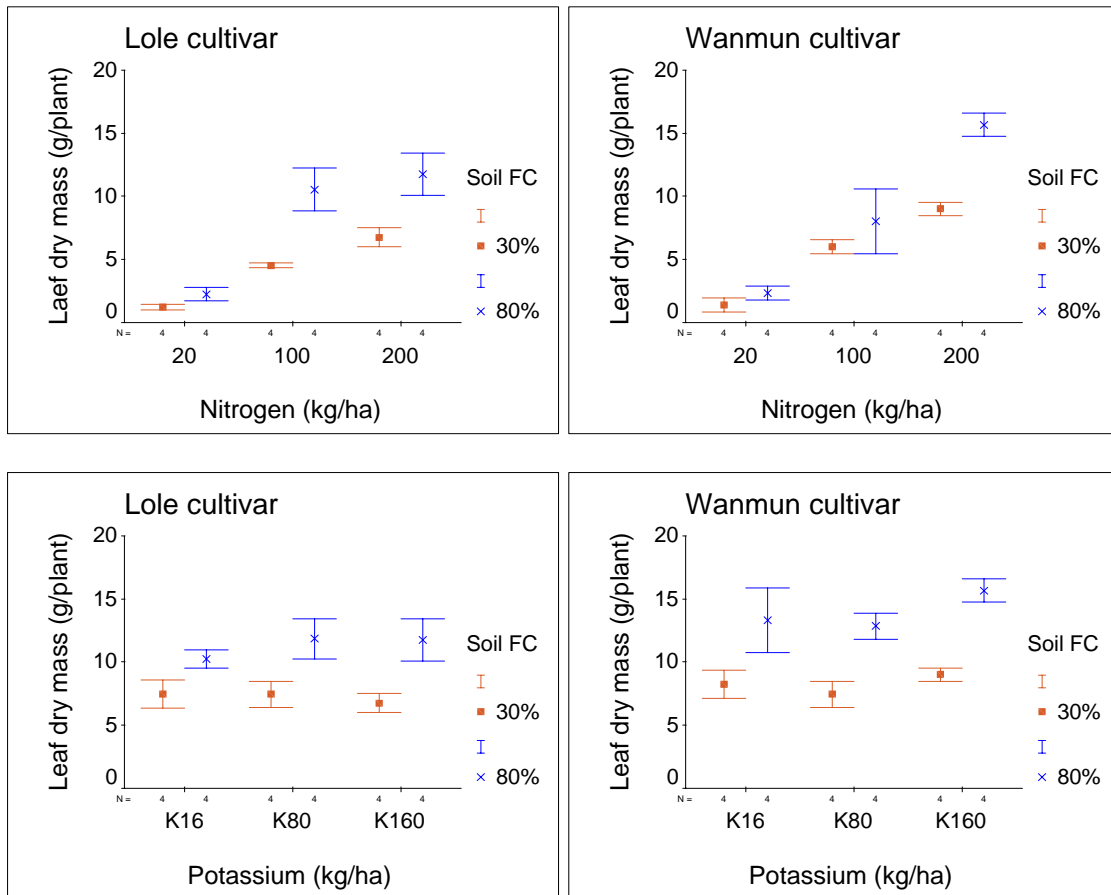 Lole cultivar
Laef dry mass (g/plant)
20
15
10
5
0
N = 4 4 4 4 4 4
20 100 200
Nitrogen (kg/ha)
Soil FC
30%
80%
Wanmun cultivar
Leaf dry mass (g/plant)
20
15
10
5
0
N = 4 4 4 4 4 4
20 100 200
Nitrogen (kg/ha)
Soil FC
30%
80%
Lole cultivar
Leaf dry mass (g/plant)
20
15
10
5
0
N = 4 4 4 4 4 4
K16 K80 K160
Potassium (kg/ha)
Soil FC
30%
80%
Wanmun cultivar
Leaf dry mass (g/plant)
20
15
10
5
0
N = 4 4 4 4 4 4
K16 K80 K160
Potassium (kg/ha)
Soil FC
30%
80%